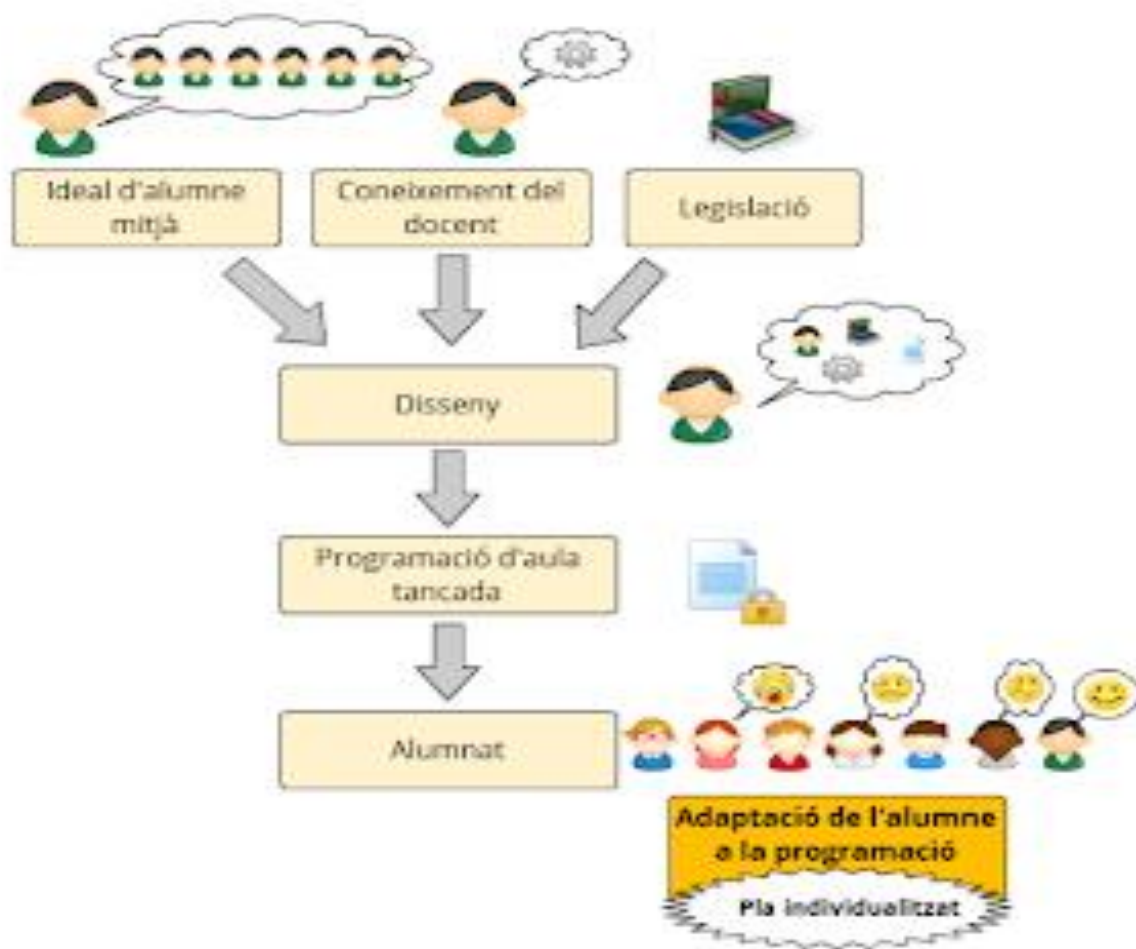 Ideal d'alumne
mitjà
Coneixement del
docent
Legislació
Disseny
Programació d'aula
tancada
Alumnat
Adaptació de l'alumne
a la programació
Pla individualitzat